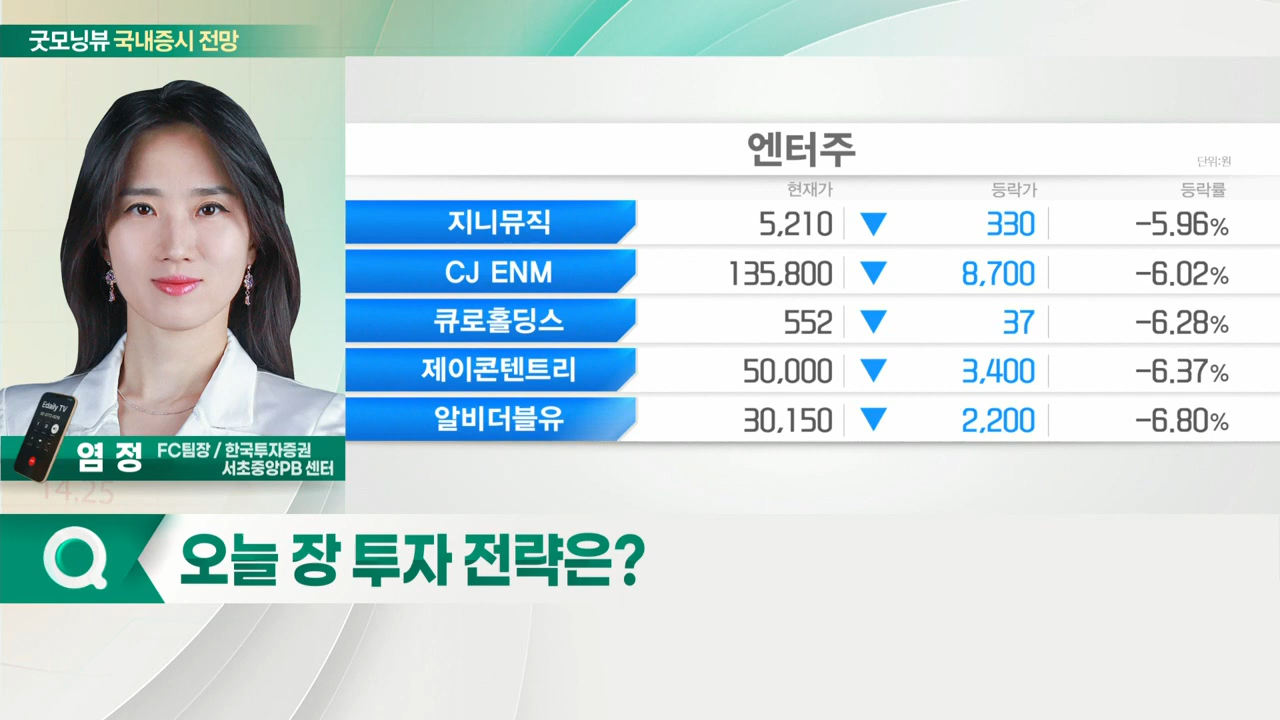 굿모닝뷰 국내증시 전망
엔터주
단위:원
현재가 등락가 등락률
지니뮤직 5,210 ▼ 330 -5.96%
CJ ENM 135,800 ▼ 8,700 -6.02%
큐로홀딩스 552 ▼ 37 -6.28%
제이콘텐트리 50,000 ▼ 3,400 -6.37%
알비더블유 30,150 ▼ 2,200 -6.80%
Edaily TV
염 정 FC팀장 / 한국투자증권
서초중앙PB 센터
14.25
오늘 장 투자 전략은?